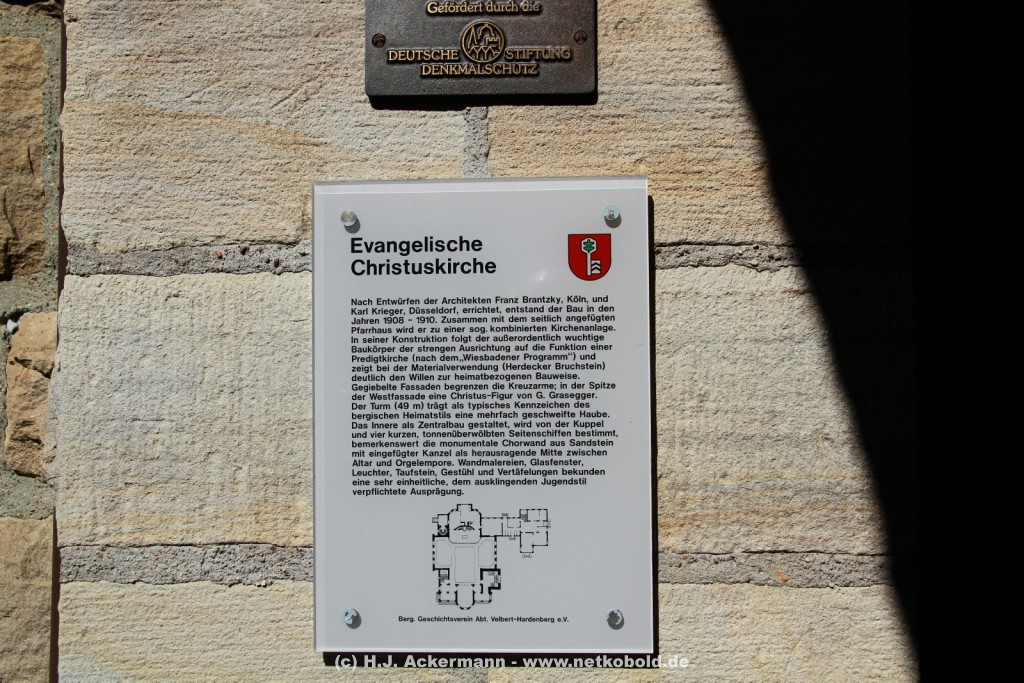 Gefördert durch die
DEUTSCHE STIFTUNG
DENKMALSCHUTZ
Evangelische
Christuskirche
Nach Entwürfen der Architekten Franz Brantzky, Köln, und
Karl Krieger, Düsseldorf, errichtet, entstand der Bau in den
Jahren 1908 - 1910. Zusammen mit dem seitlich angefügten
Pfarrhaus wird er zu einer sog. kombinierten Kirchenanlage.
In seiner Konstruktion folgt der außerordentlich wuchtige
Baukörper der strengen Ausrichtung auf die Funktion einer
Predigtkirche (nach dem „Wiesbadener Programm") und
zeigt bei der Materialverwendung (Herdecker Bruchstein)
deutlich den Willen zur heimatbezogenen Bauweise.
Gegiebelte Fassaden begrenzen die Kreuzarme; in der Spitze
der Westfassade eine Christus-Figur von G. Grasegger.
Der Turm (49 m) trägt als typisches Kennzeichen des
bergischen Heimatstils eine mehrfach geschweifte Haube.
Das Innere als Zentralbau gestaltet, wird von der Kuppel
und vier kurzen, tonnenüberwölbten Seitenschiffen bestimmt,
bemerkenswert die monumentale Chorwand aus Sandstein
mit eingefügter Kanzel als herausragende Mitte zwischen
Altar und Orgelempore. Wandmalereien, Glasfenster,
Leuchter, Taufstein, Gestühl und Vertäfelungen bekunden
eine sehr einheitliche, dem ausklingenden Jugendstil
verpflichtete Ausprägung.
Berg. Geschichtsverein Abt. Velbert-Hardenberg e.V.
(c) H.J. Ackermann - www.netkobold.de